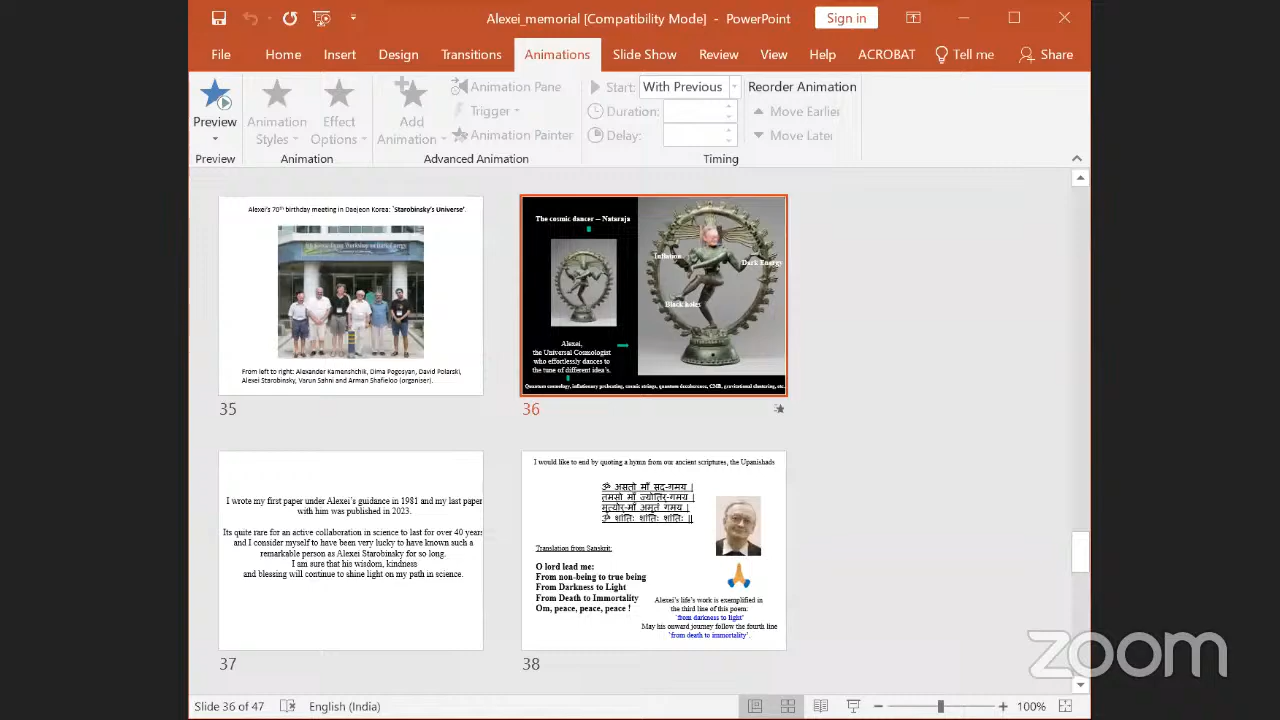 Alexei_memorial [Compatibility Mode] - PowerPoint
Sign in
File Home Insert Design Transitions Animations Slide Show Review View Help ACROBAT Tell me Share
Preview
Animation Styles
Effect Options
Add Animation
Animation Pane
Trigger
Animation Painter
Start: With Previous
Duration:
Delay:
Reorder Animation
Move Earlier
Move Later
Preview Animation Advanced Animation Timing
Alexei's 70th birthday meeting in Daejeon Korea: 'Starobinsky's Universe'.
From left to right: Alexander Kamenshchik, Dima Pogosyan, David Polarski,
Alexei Starobinsky, Varun Sahni and Arman Shafieloo (organiser).
35
The cosmic dancer – Nataraja
Inflation
Dark Energy
Black holes
Alexei,
the Universal Cosmologist
who effortlessly dances to
the tune of different idea's.
Quantum cosmology, inflationary preheating, cosmic strings, quantum decoherence, CMB, gravitational clustering, etc.
36
I wrote my first paper under Alexei's guidance in 1981 and my last paper
with him was published in 2023.
Its quite rare for an active collaboration in science to last for over 40 years
and I consider myself to have been very lucky to have known such a
remarkable person as Alexei Starobinsky for so long.
I am sure that his wisdom, kindness
and blessing will continue to shine light on my path in science.
37
I would like to end by quoting a hymn from our ancient scriptures, the Upanishads
ॐ असतो माँ सद्-गमय |
तमसो माँ ज्योतिर्-गमय |
मृत्योर्-माँ अमृतं गमय |
ॐ शांतिः शांतिः शांतिः ||
Translation from Sanskrit:
O lord lead me:
From non-being to true being
From Darkness to Light
From Death to Immortality
Om, peace, peace, peace !
Alexei's life's work is exemplified in
the third line of this poem:
'from darkness to light'
May his onward journey follow the fourth line
'from death to immortality'.
38
zoom
Slide 36 of 47 English (India) 100%